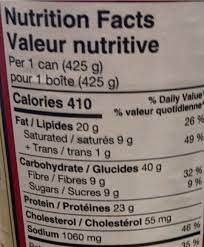 Nutrition Facts
Valeur nutritive
Per 1 can (425 g)
pour 1 boîte (425 g)
Calories 410
% Daily Value*
% valeur quotidienne*
Fat / Lipides 20 g 26 %
Saturated / saturés 9 g 49 %
+ Trans / trans 1 g
Carbohydrate / Glucides 40 g
Fibre / Fibres 9 g 32 %
Sugars / Sucres 9 g 9 %
Protein / Protéines 23 g
Cholesterol / Cholestérol 55 mg
Sodium 1060 mg 46 %
15 %